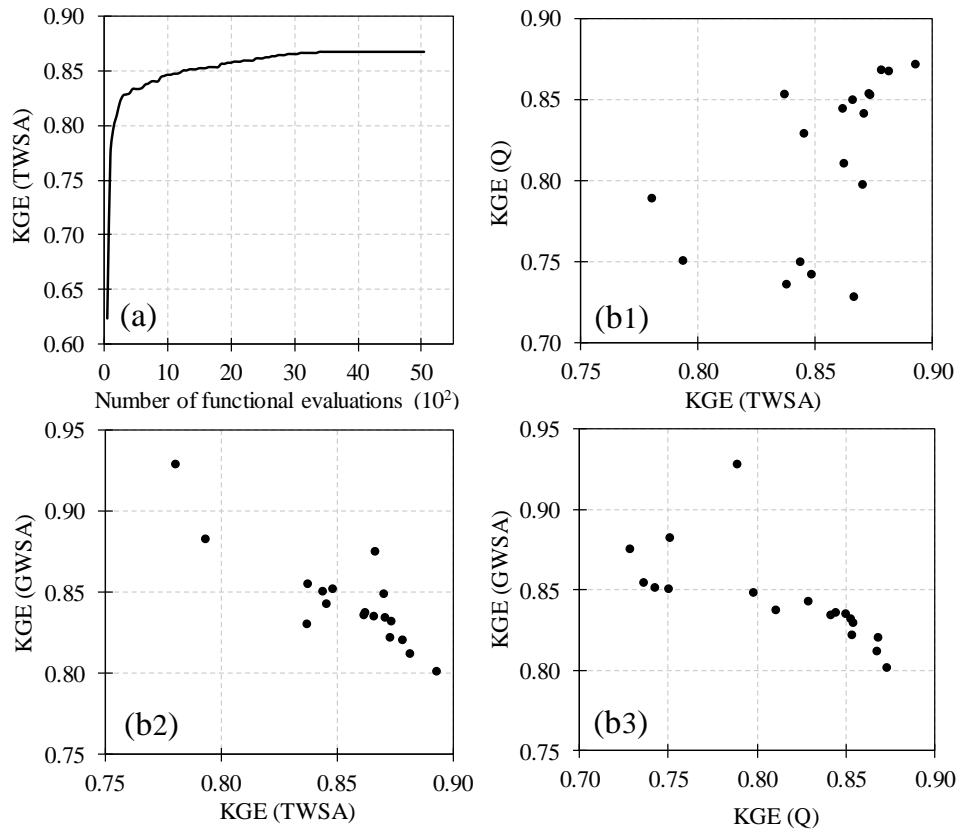 0.90
0.85
0.80
0.75
0.70
0.65
0.60
KGE (TWSA)
(a)
0 10 20 30 40 50
Number of functional evaluations (10²)
0.90
0.85
0.80
0.75
0.70
KGE (Q)
(b1)
0.75 0.80 0.85 0.90
KGE (TWSA)
0.95
0.90
0.85
0.80
0.75
KGE (GWSA)
(b2)
0.75 0.80 0.85 0.90
KGE (TWSA)
0.95
0.90
0.85
0.80
0.75
KGE (GWSA)
(b3)
0.70 0.75 0.80 0.85 0.90
KGE (Q)